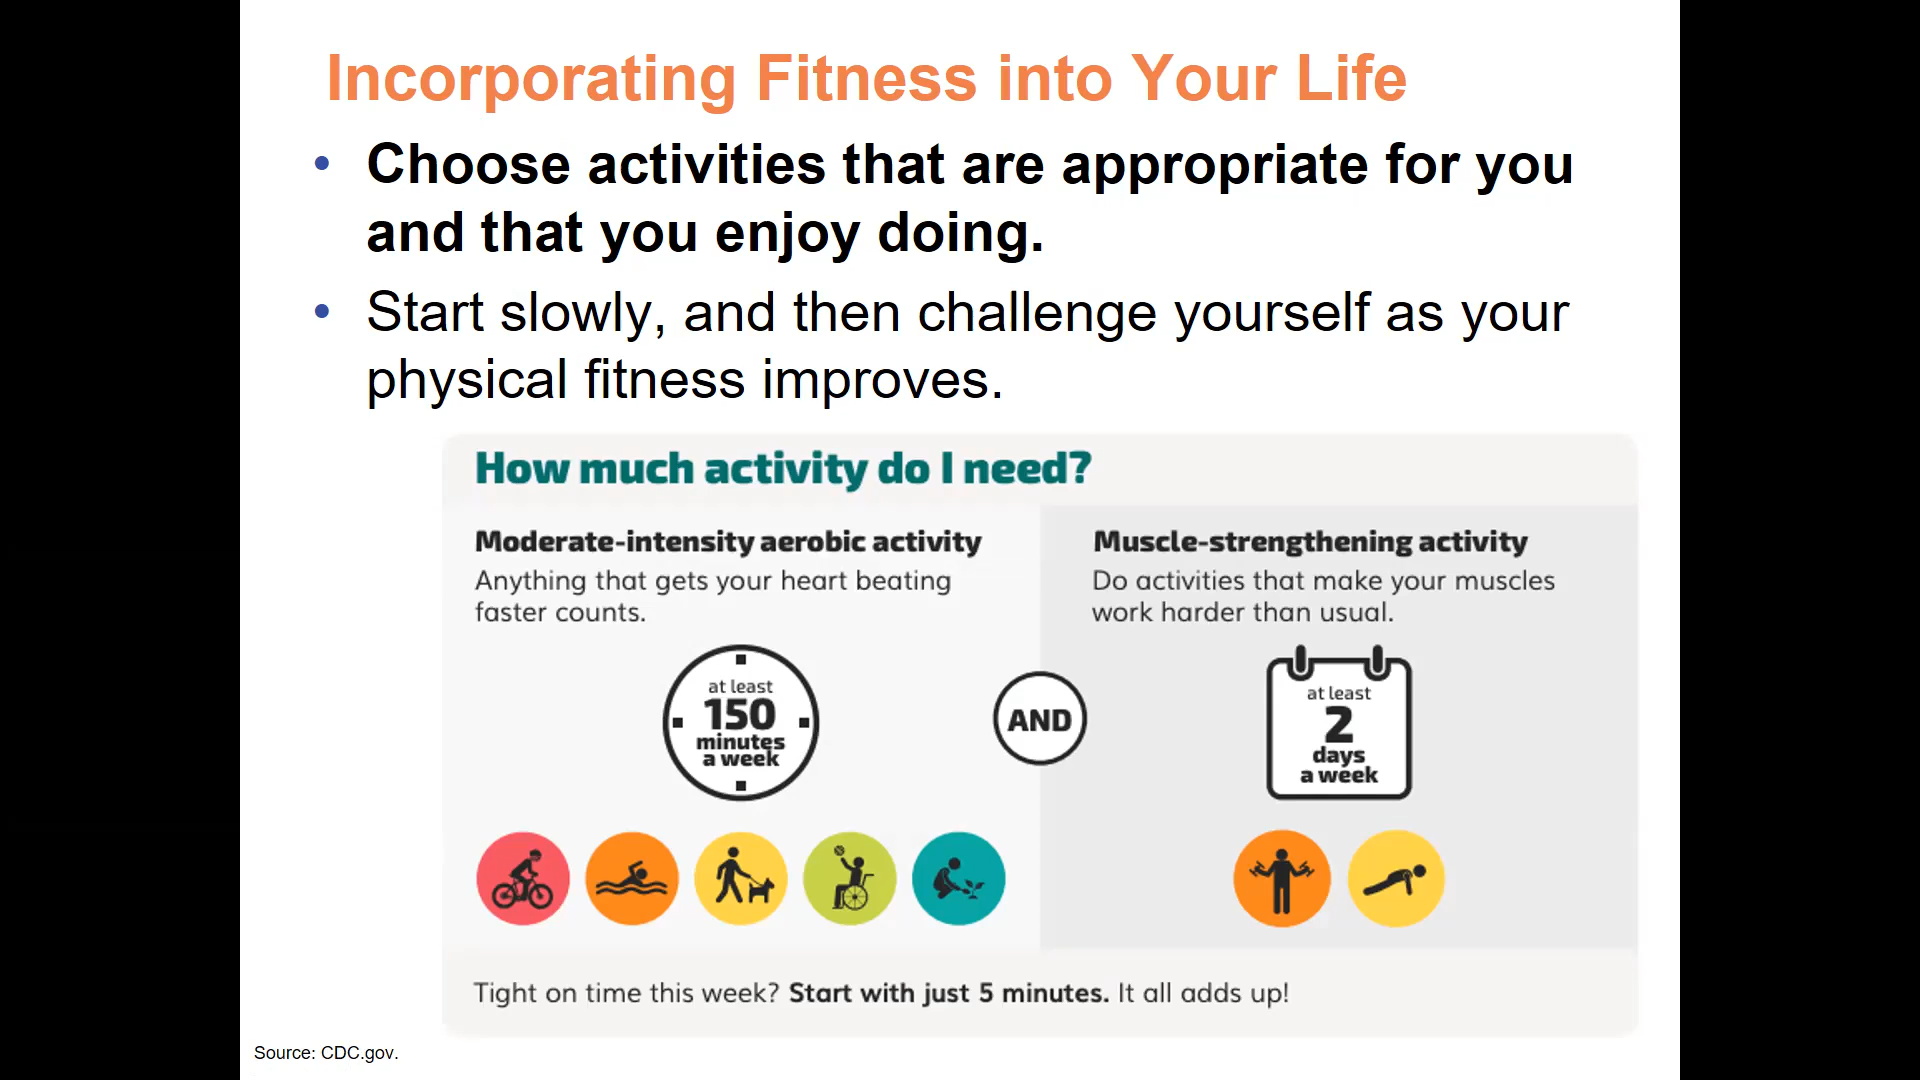 Incorporating Fitness into Your Life
• Choose activities that are appropriate for you
and that you enjoy doing.
• Start slowly, and then challenge yourself as your
physical fitness improves.
How much activity do I need?
Moderate-intensity aerobic activity
Anything that gets your heart beating
faster counts.
at least
150
minutes
a week
AND
Muscle-strengthening activity
Do activities that make your muscles
work harder than usual.
at least
2
days
a week
Tight on time this week? Start with just 5 minutes. It all adds up!
Source: CDC.gov.